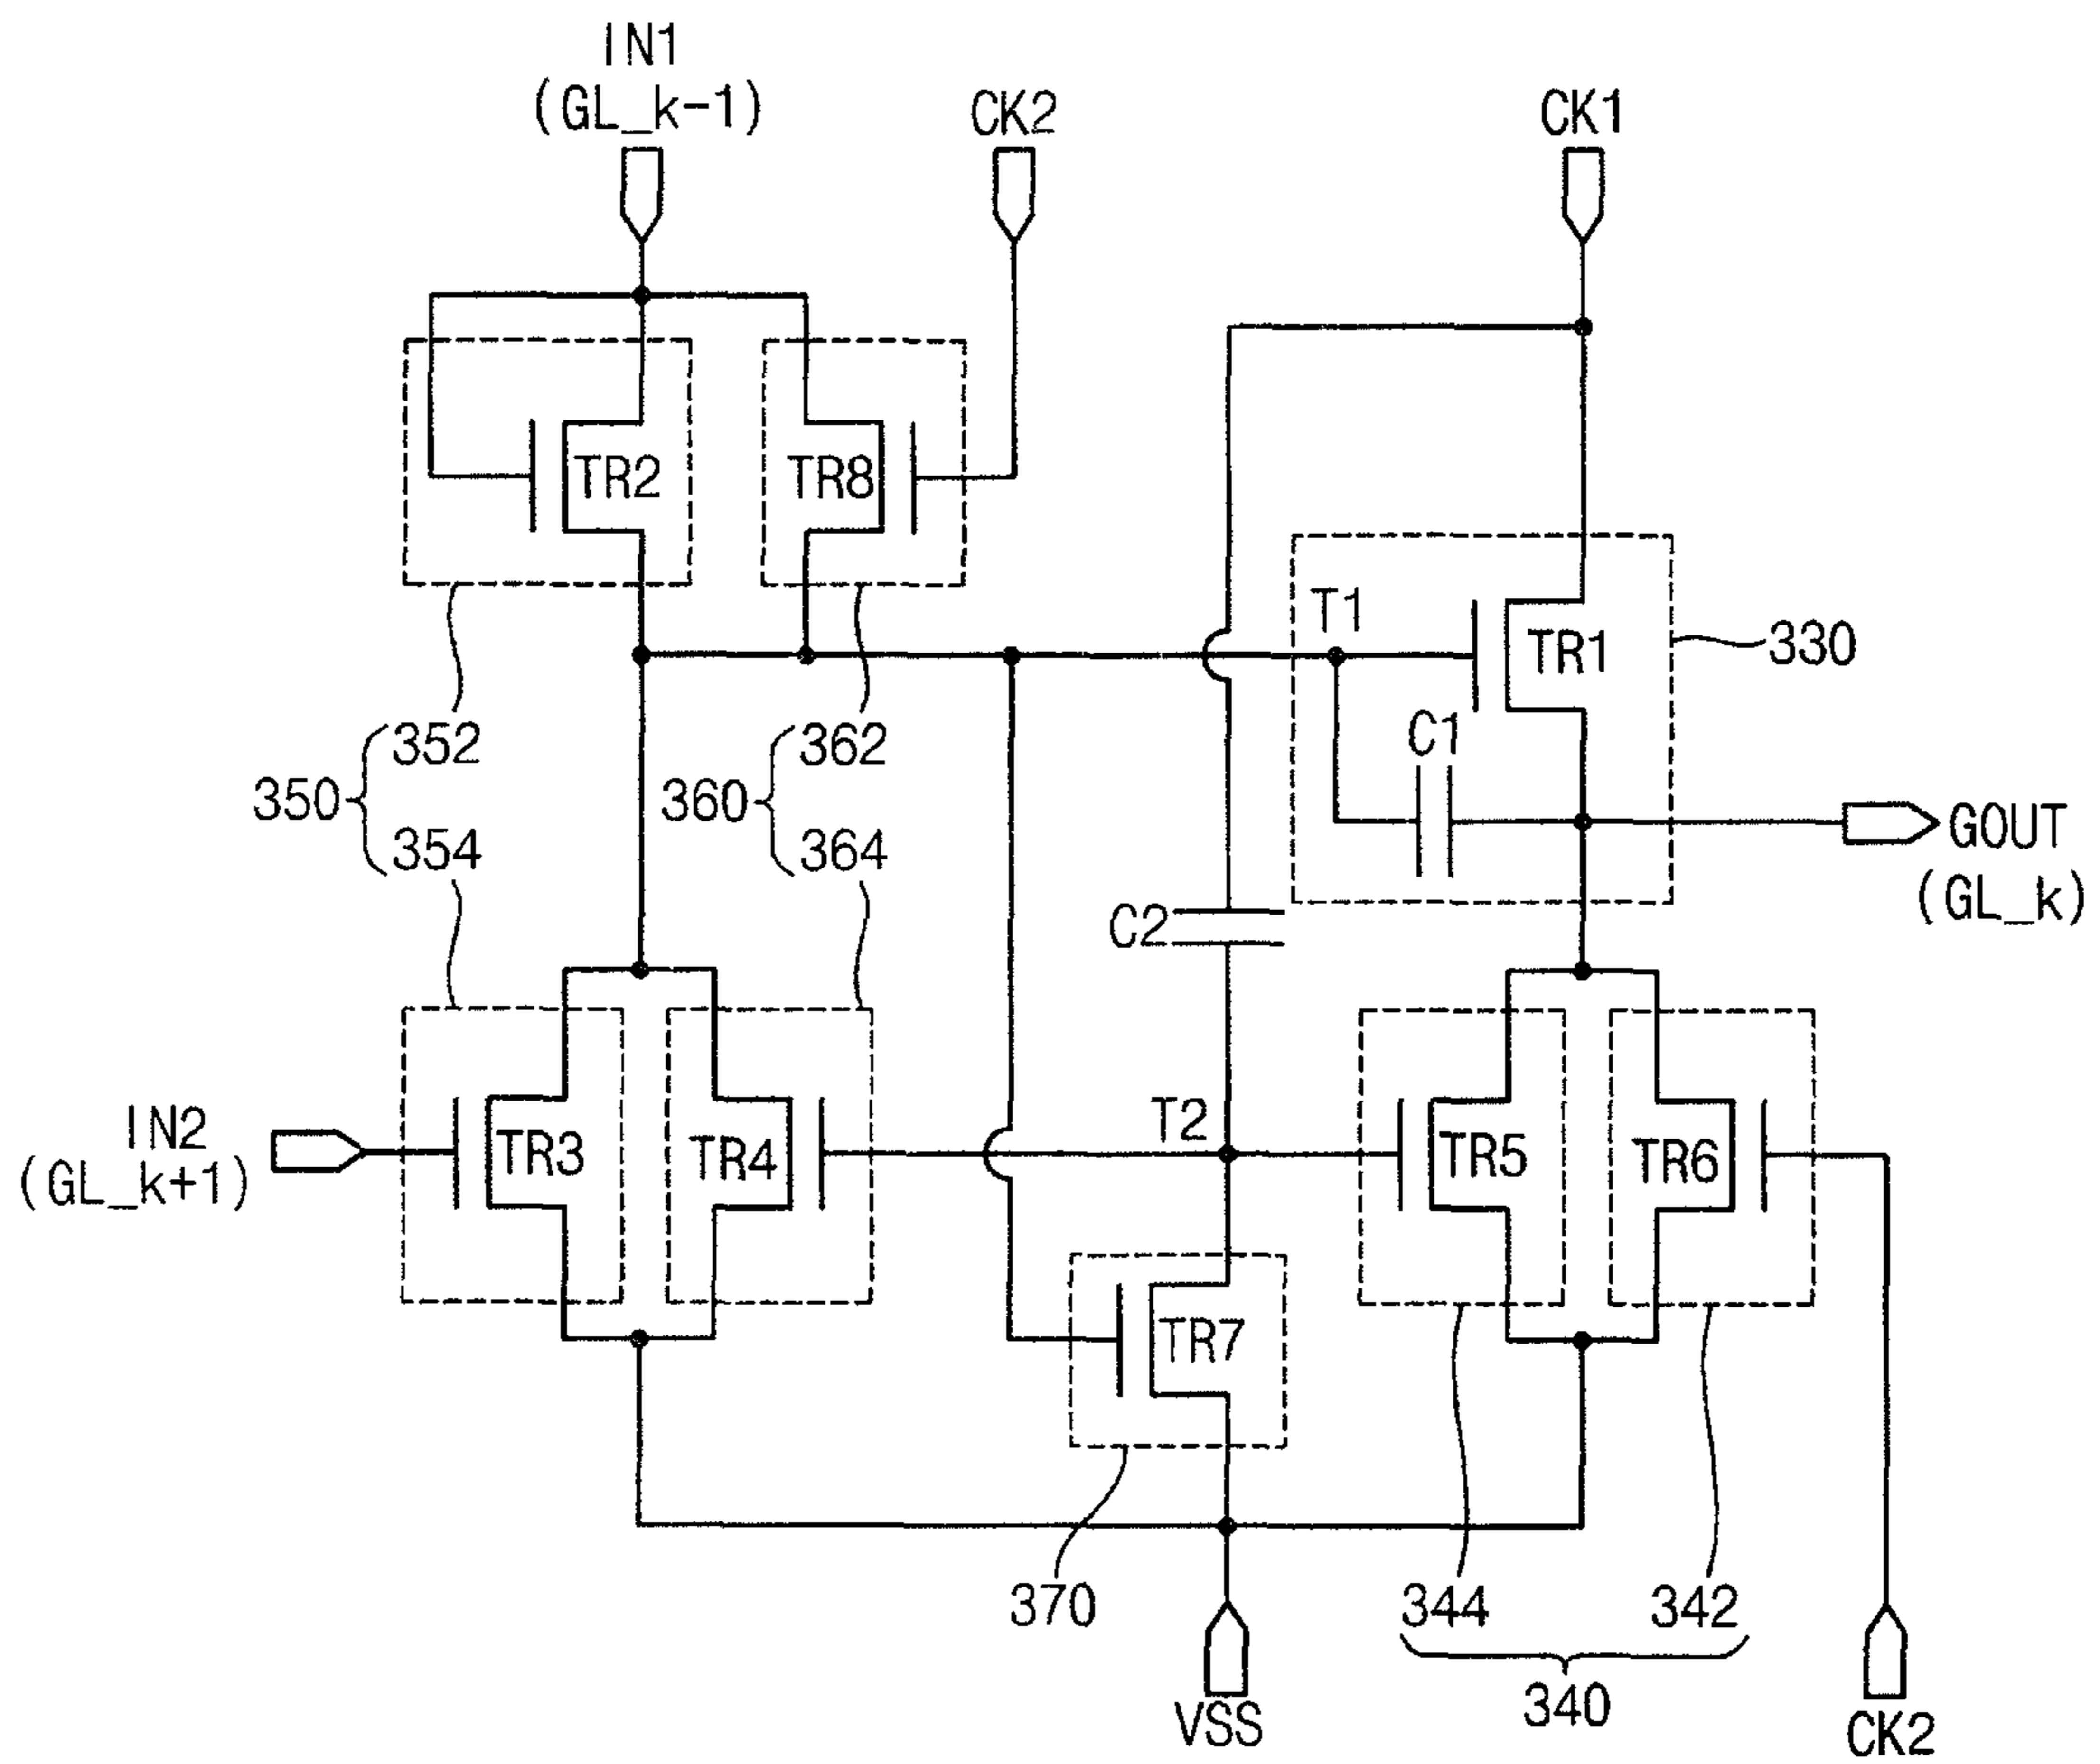 IN1
(GL_k-1)
CK2
CK1
TR2
TR8
T1
TR1
330
C1
352
362
350
360
354
364
GOUT
(GL_k)
C2
IN2
(GL_k+1)
T2
TR3
TR4
TR5
TR6
TR7
370
344
342
340
VSS
CK2